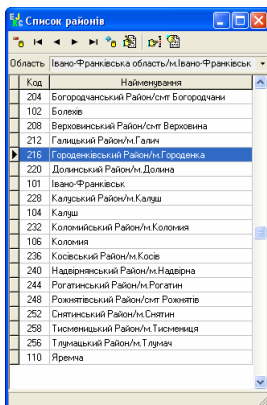 Список районів
Область Івано-Франківська область/м.Івано-Франківськ
Код Найменування
204 Богородчанський Район/смт Богородчани
102 Болехів
208 Верховинський Район/смт Верховина
212 Галицький Район/м.Галич
216 Городенківський Район/м.Городенка
220 Долинський Район/м.Долина
101 Івано-Франківськ
228 Калуський Район/м.Калуш
104 Калуш
232 Коломийський Район/м.Коломия
106 Коломия
236 Косівський Район/м.Косів
240 Надвірнянський Район/м.Надвірна
244 Рогатинський Район/м.Рогатин
248 Рожнятівський Район/смт Рожнятів
252 Снятинський Район/м.Снятин
258 Тисменицький Район/м.Тисмениця
256 Тлумацький Район/м.Тлумач
110 Яремча